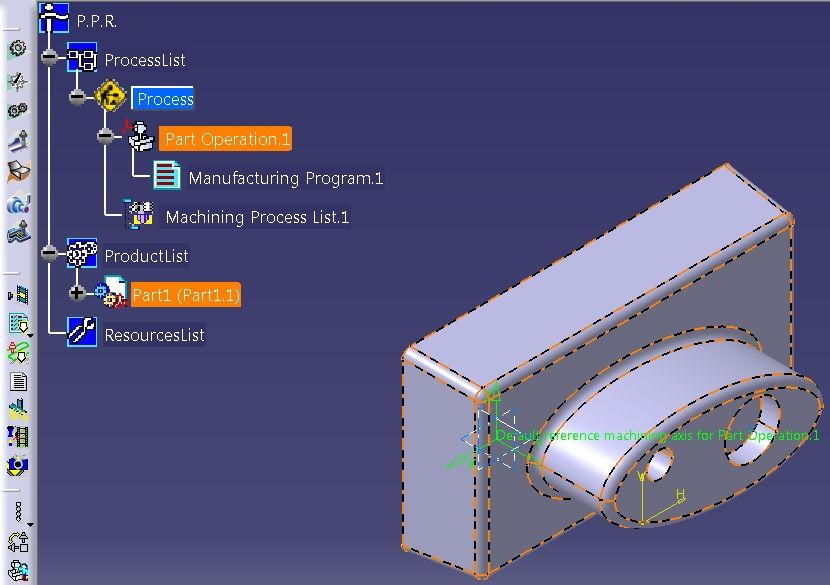 P.P.R.
ProcessList
Process
Part Operation.1
Manufacturing Program.1
Machining Process List.1
ProductList
Part1 (Part1.1)
ResourcesList
Default reference machining axis for Part Operation.1
V
H